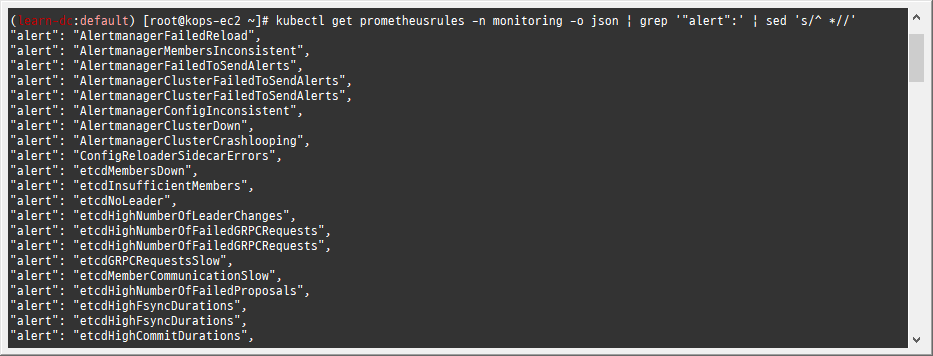 (learn-dt:default) [root@kops-ec2 ~]# kubectl get prometheusrules -n monitoring -o json | grep '"alert":' | sed 's/^ *//'
"alert": "AlertmanagerFailedReload",
"alert": "AlertmanagerMembersInconsistent",
"alert": "AlertmanagerFailedToSendAlerts",
"alert": "AlertmanagerClusterFailedToSendAlerts",
"alert": "AlertmanagerClusterFailedToSendAlerts",
"alert": "AlertmanagerConfigInconsistent",
"alert": "AlertmanagerClusterDown",
"alert": "AlertmanagerClusterCrashlooping",
"alert": "ConfigReloaderSidecarErrors",
"alert": "etcdMembersDown",
"alert": "etcdInsufficientMembers",
"alert": "etcdNoLeader",
"alert": "etcdHighNumberOfLeaderChanges",
"alert": "etcdHighNumberOfFailedGRPCRequests",
"alert": "etcdHighNumberOfFailedGRPCRequests",
"alert": "etcdGRPCRequestsSlow",
"alert": "etcdMemberCommunicationSlow",
"alert": "etcdHighNumberOfFailedProposals",
"alert": "etcdHighFsyncDurations",
"alert": "etcdHighFsyncDurations",
"alert": "etcdHighCommitDurations",